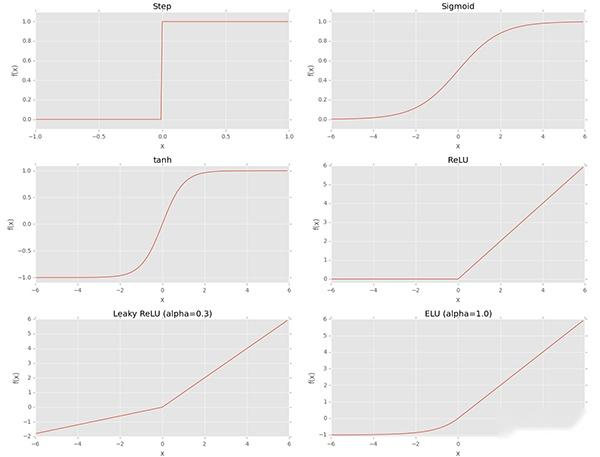 Step
f(x)
1.0
0.8
0.6
0.4
0.2
0.0
−1.0 −0.5 0.0 0.5 1.0
x
Sigmoid
f(x)
1.0
0.8
0.6
0.4
0.2
0.0
−6 −4 −2 0 2 4 6
x
tanh
f(x)
1.0
0.5
0.0
−0.5
−1.0
−6 −4 −2 0 2 4 6
x
ReLU
f(x)
6
5
4
3
2
1
0
−6 −4 −2 0 2 4 6
x
Leaky ReLU (alpha=0.3)
f(x)
6
5
4
3
2
1
0
−1
−2
−6 −4 −2 0 2 4 6
x
ELU (alpha=1.0)
f(x)
6
5
4
3
2
1
0
−1
−6 −4 −2 0 2 4 6
x